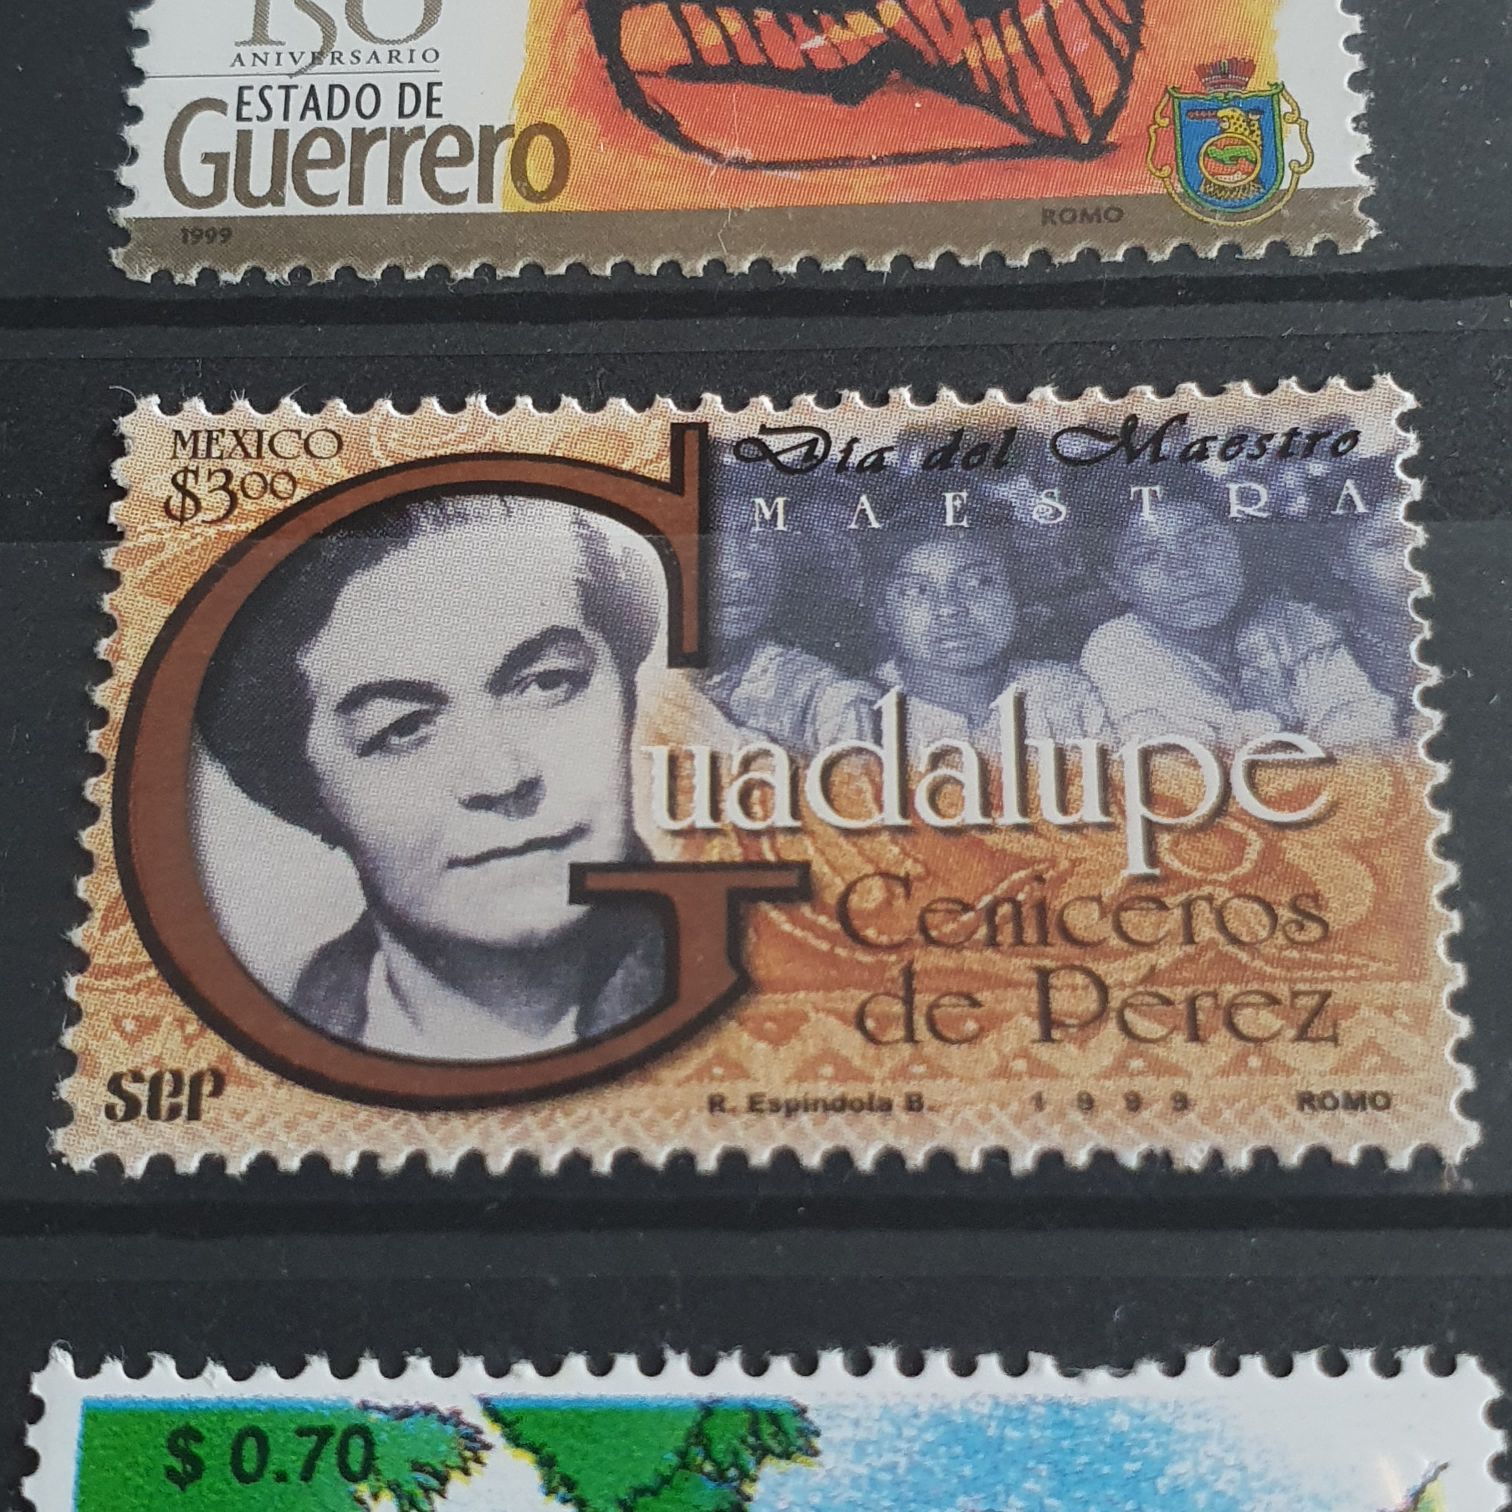 150
ANIVERSARIO
ESTADO DE
Guerrero
1999
ROMO
MEXICO
$3.00
Día del Maestro
MAESTRA
Guadalupe
Ceniceros
de Pérez
SEP
R. Espíndola B. 1999 ROMO
$ 0.70